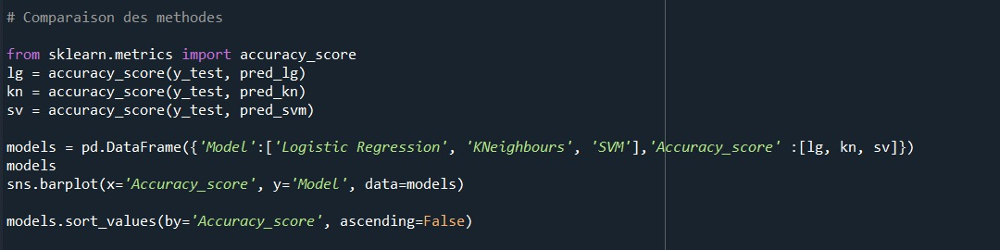 # Comparaison des methodes
from sklearn.metrics import accuracy_score
lg = accuracy_score(y_test, pred_lg)
kn = accuracy_score(y_test, pred_kn)
sv = accuracy_score(y_test, pred_svm)
models = pd.DataFrame({'Model':['Logistic Regression', 'KNeighbours', 'SVM'],'Accuracy_score' :[lg, kn, sv]})
models
sns.barplot(x='Accuracy_score', y='Model', data=models)
models.sort_values(by='Accuracy_score', ascending=False)